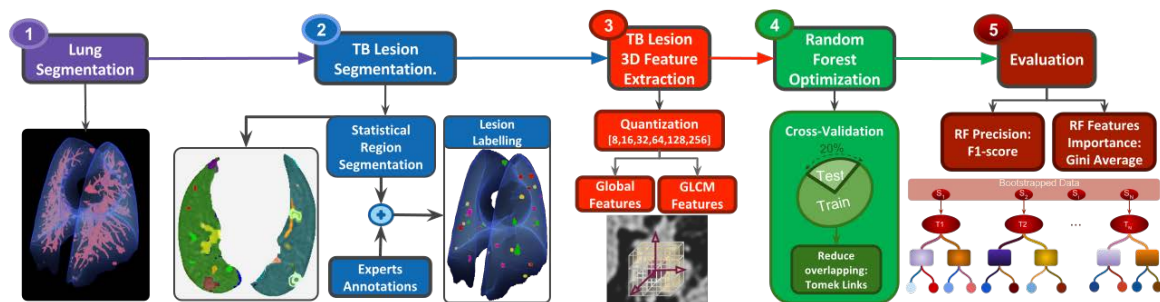 1
Lung
Segmentation
2
TB Lesion
Segmentation.
Statistical
Region
Segmentation
Experts
Annotations
Lesion
Labelling
3
TB Lesion
3D Feature
Extraction
Quantization
[8,16,32,64,128,256]
Global
Features
GLCM
Features
4
Random
Forest
Optimization
Cross-Validation
20%
Test
Train
Reduce
overlapping:
Tomek Links
5
Evaluation
RF Precision:
F1-score
RF Features
Importance:
Gini Average
Bootstrapped Data
T1
T2
...